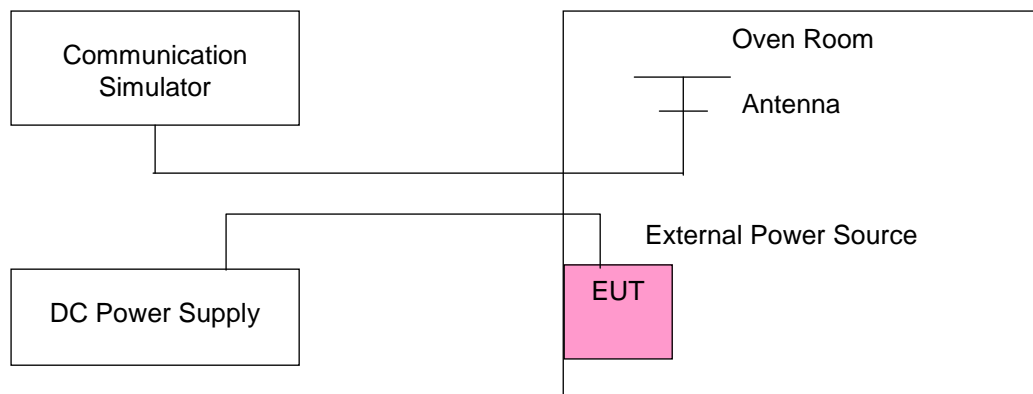 Communication
Simulator
Oven Room
Antenna
External Power Source
DC Power Supply
EUT